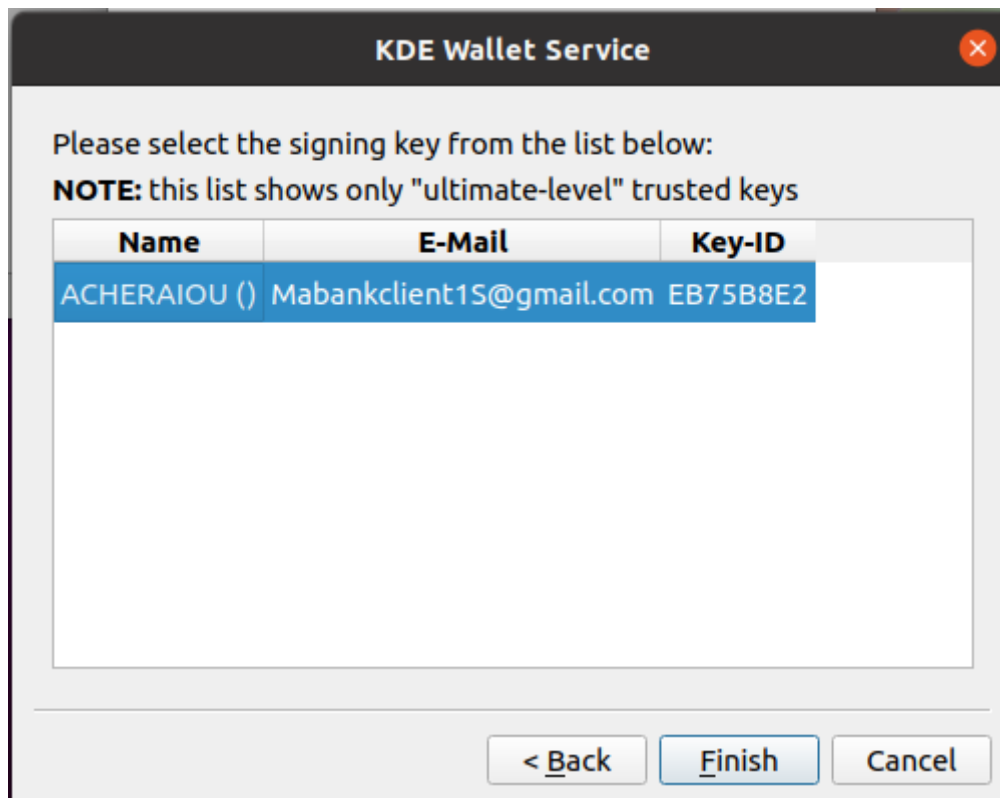 KDE Wallet Service
Please select the signing key from the list below:
NOTE: this list shows only "ultimate-level" trusted keys
Name E-Mail Key-ID
ACHERAIOU () Mabankclient1S@gmail.com EB75B8E2
< Back Finish Cancel